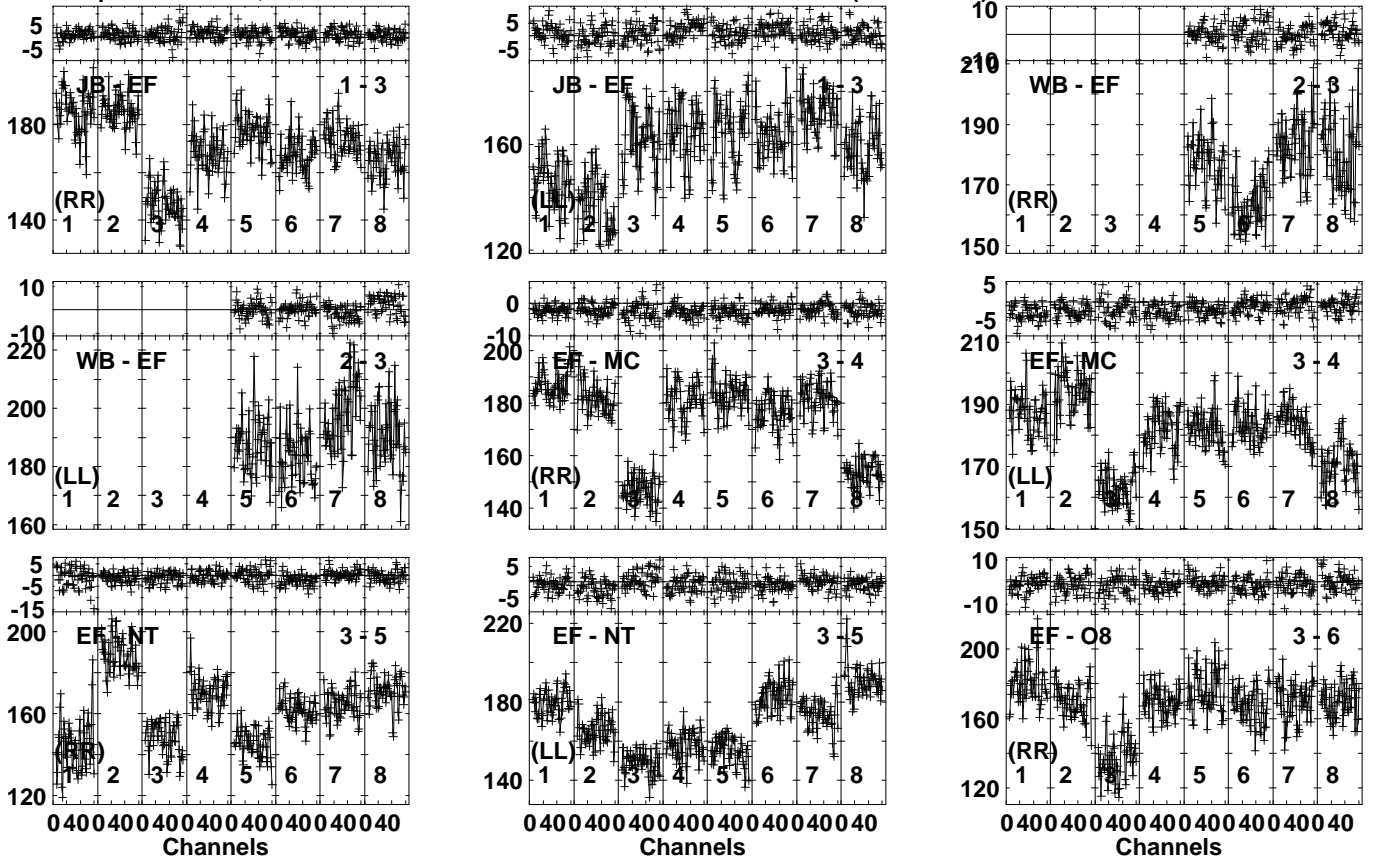 5 5 10
-5 -5 -10
JB - EF 1 - 3 JB - EF 1 - 3 210 WB - EF 2 - 3
180 160 190
170
140 (RR) (LL) (RR)
1 2 3 4 5 6 7 8 1 2 3 4 5 6 7 8 1 2 3 4 5 6 7 8
120 150
10 0 5
-10 -10 -5
220 WB - EF 2 - 3 200 EF - MC 3 - 4 210 EF - MC 3 - 4
200 180 190
180 160 170
(LL) (RR) (LL)
1 2 3 4 5 6 7 8 1 2 3 4 5 6 7 8 1 2 3 4 5 6 7 8
160 140 150
5 5 10
-5 -5 -10
-15
200 EF - NT 3 - 5 220 EF - NT 3 - 5 200 EF - O8 3 - 6
160 180 160
(RR) (LL) (RR)
1 2 3 4 5 6 7 8 1 2 3 4 5 6 7 8 1 2 3 4 5 6 7 8
120 140 120
0 40 0 40 0 40 0 40 0 40 0 40 0 40 0 40 0 40 0 40 0 40 0 40 0 40 0 40 0 40 0 40 0 40 0 40 0 40 0 40 0 40 0 40 0 40 0 40
Channels Channels Channels